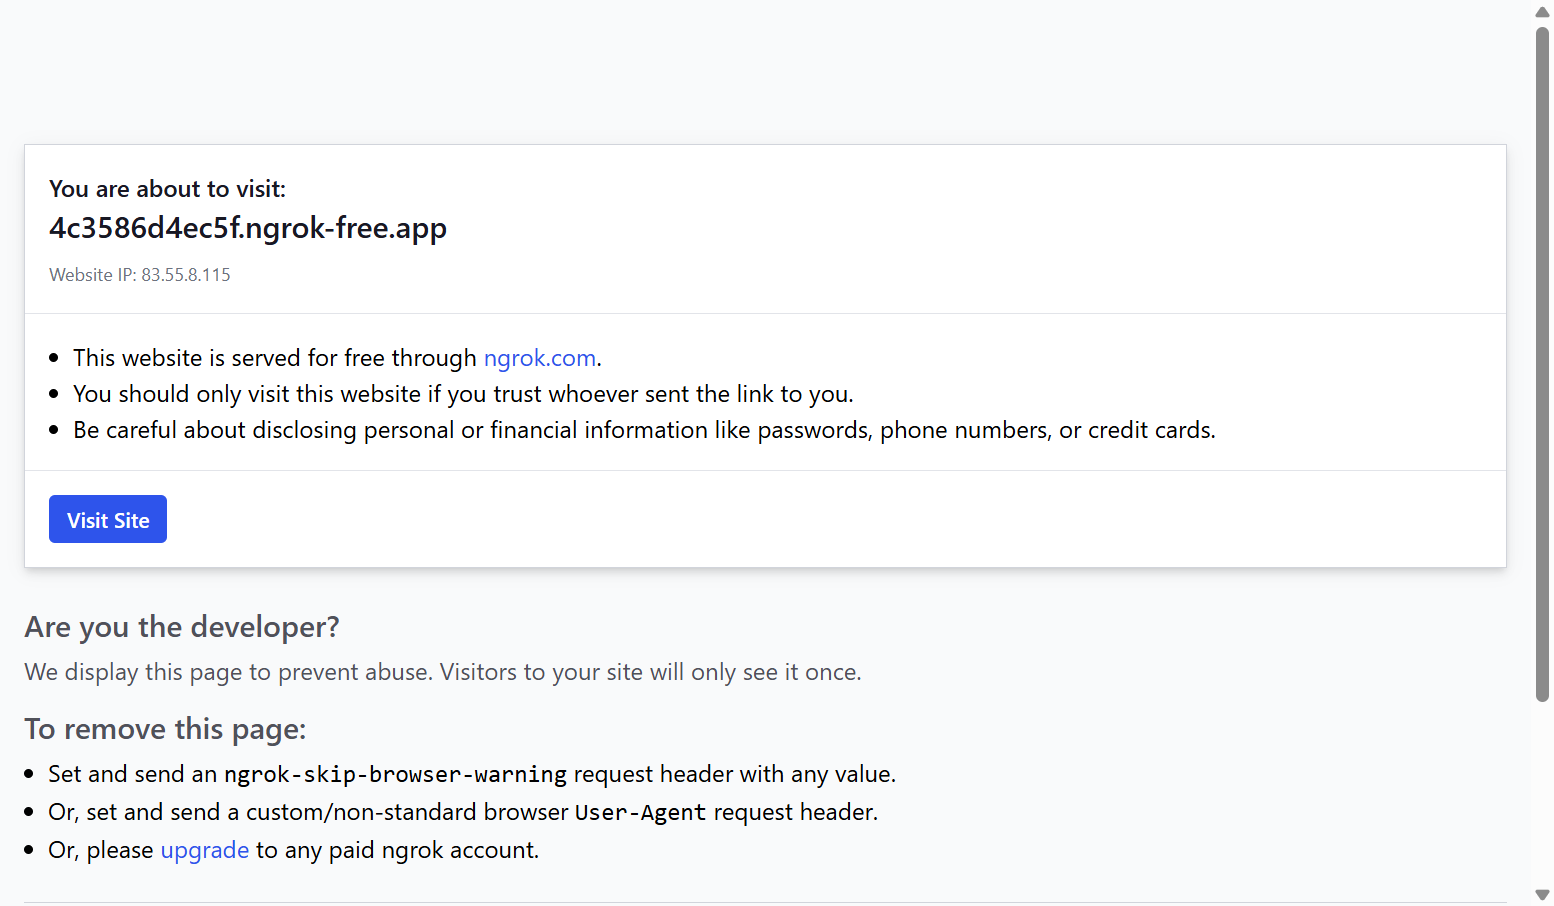 You are about to visit:
4c3586d4ec5f.ngrok-free.app
Website IP: 83.55.8.115
This website is served for free through ngrok.com.
You should only visit this website if you trust whoever sent the link to you.
Be careful about disclosing personal or financial information like passwords, phone numbers, or credit cards.
Visit Site
Are you the developer?
We display this page to prevent abuse. Visitors to your site will only see it once.
To remove this page:
Set and send an ngrok-skip-browser-warning request header with any value.
Or, set and send a custom/non-standard browser User-Agent request header.
Or, please upgrade to any paid ngrok account.